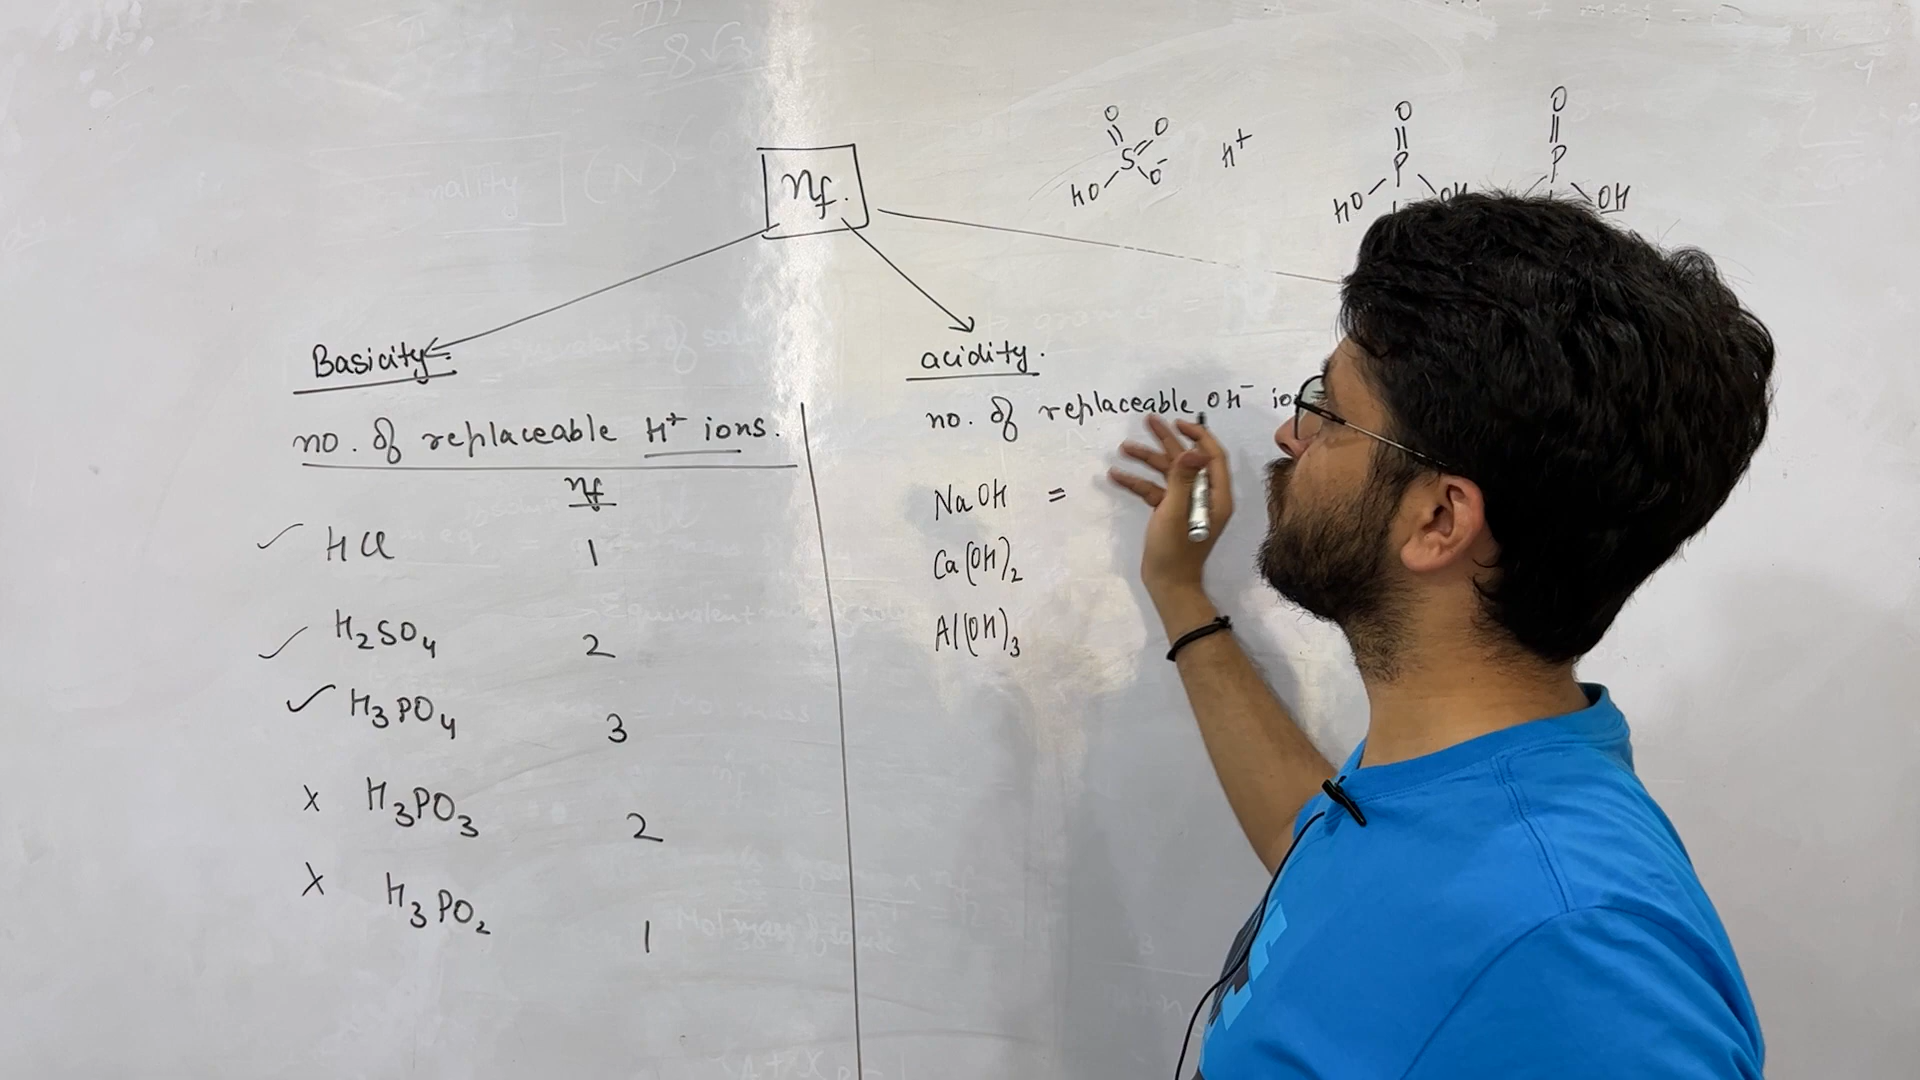 nf.
O
O
S
O⁻
HO
H⁺
O
P
HO
OH
O
P
OH
Basicity:
no. of replaceable H⁺ ions.
nf
✓ HCl 1
✓ H₂SO₄ 2
✓ H₃PO₄ 3
x H₃PO₃ 2
x H₃PO₂ 1
acidity.
no. of replaceable OH⁻
NaOH =
Ca(OH)₂
Al(OH)₃